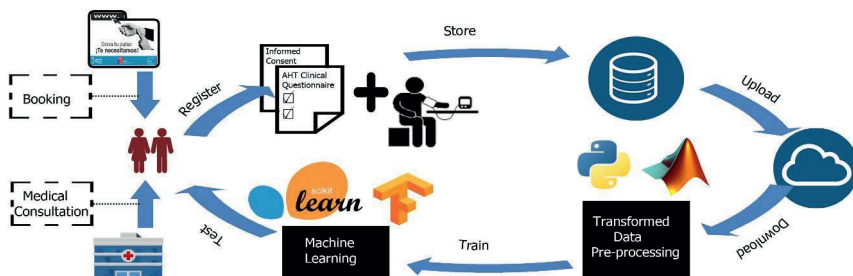 www.
Dona tu pulso
¡Te necesitamos!
Booking
Medical
Consultation
Register
Informed
Consent
AHT Clinical
Questionnaire
Store
Upload
Download
Transformed
Data
Pre-processing
Train
scikit
learn
Machine
Learning
Test